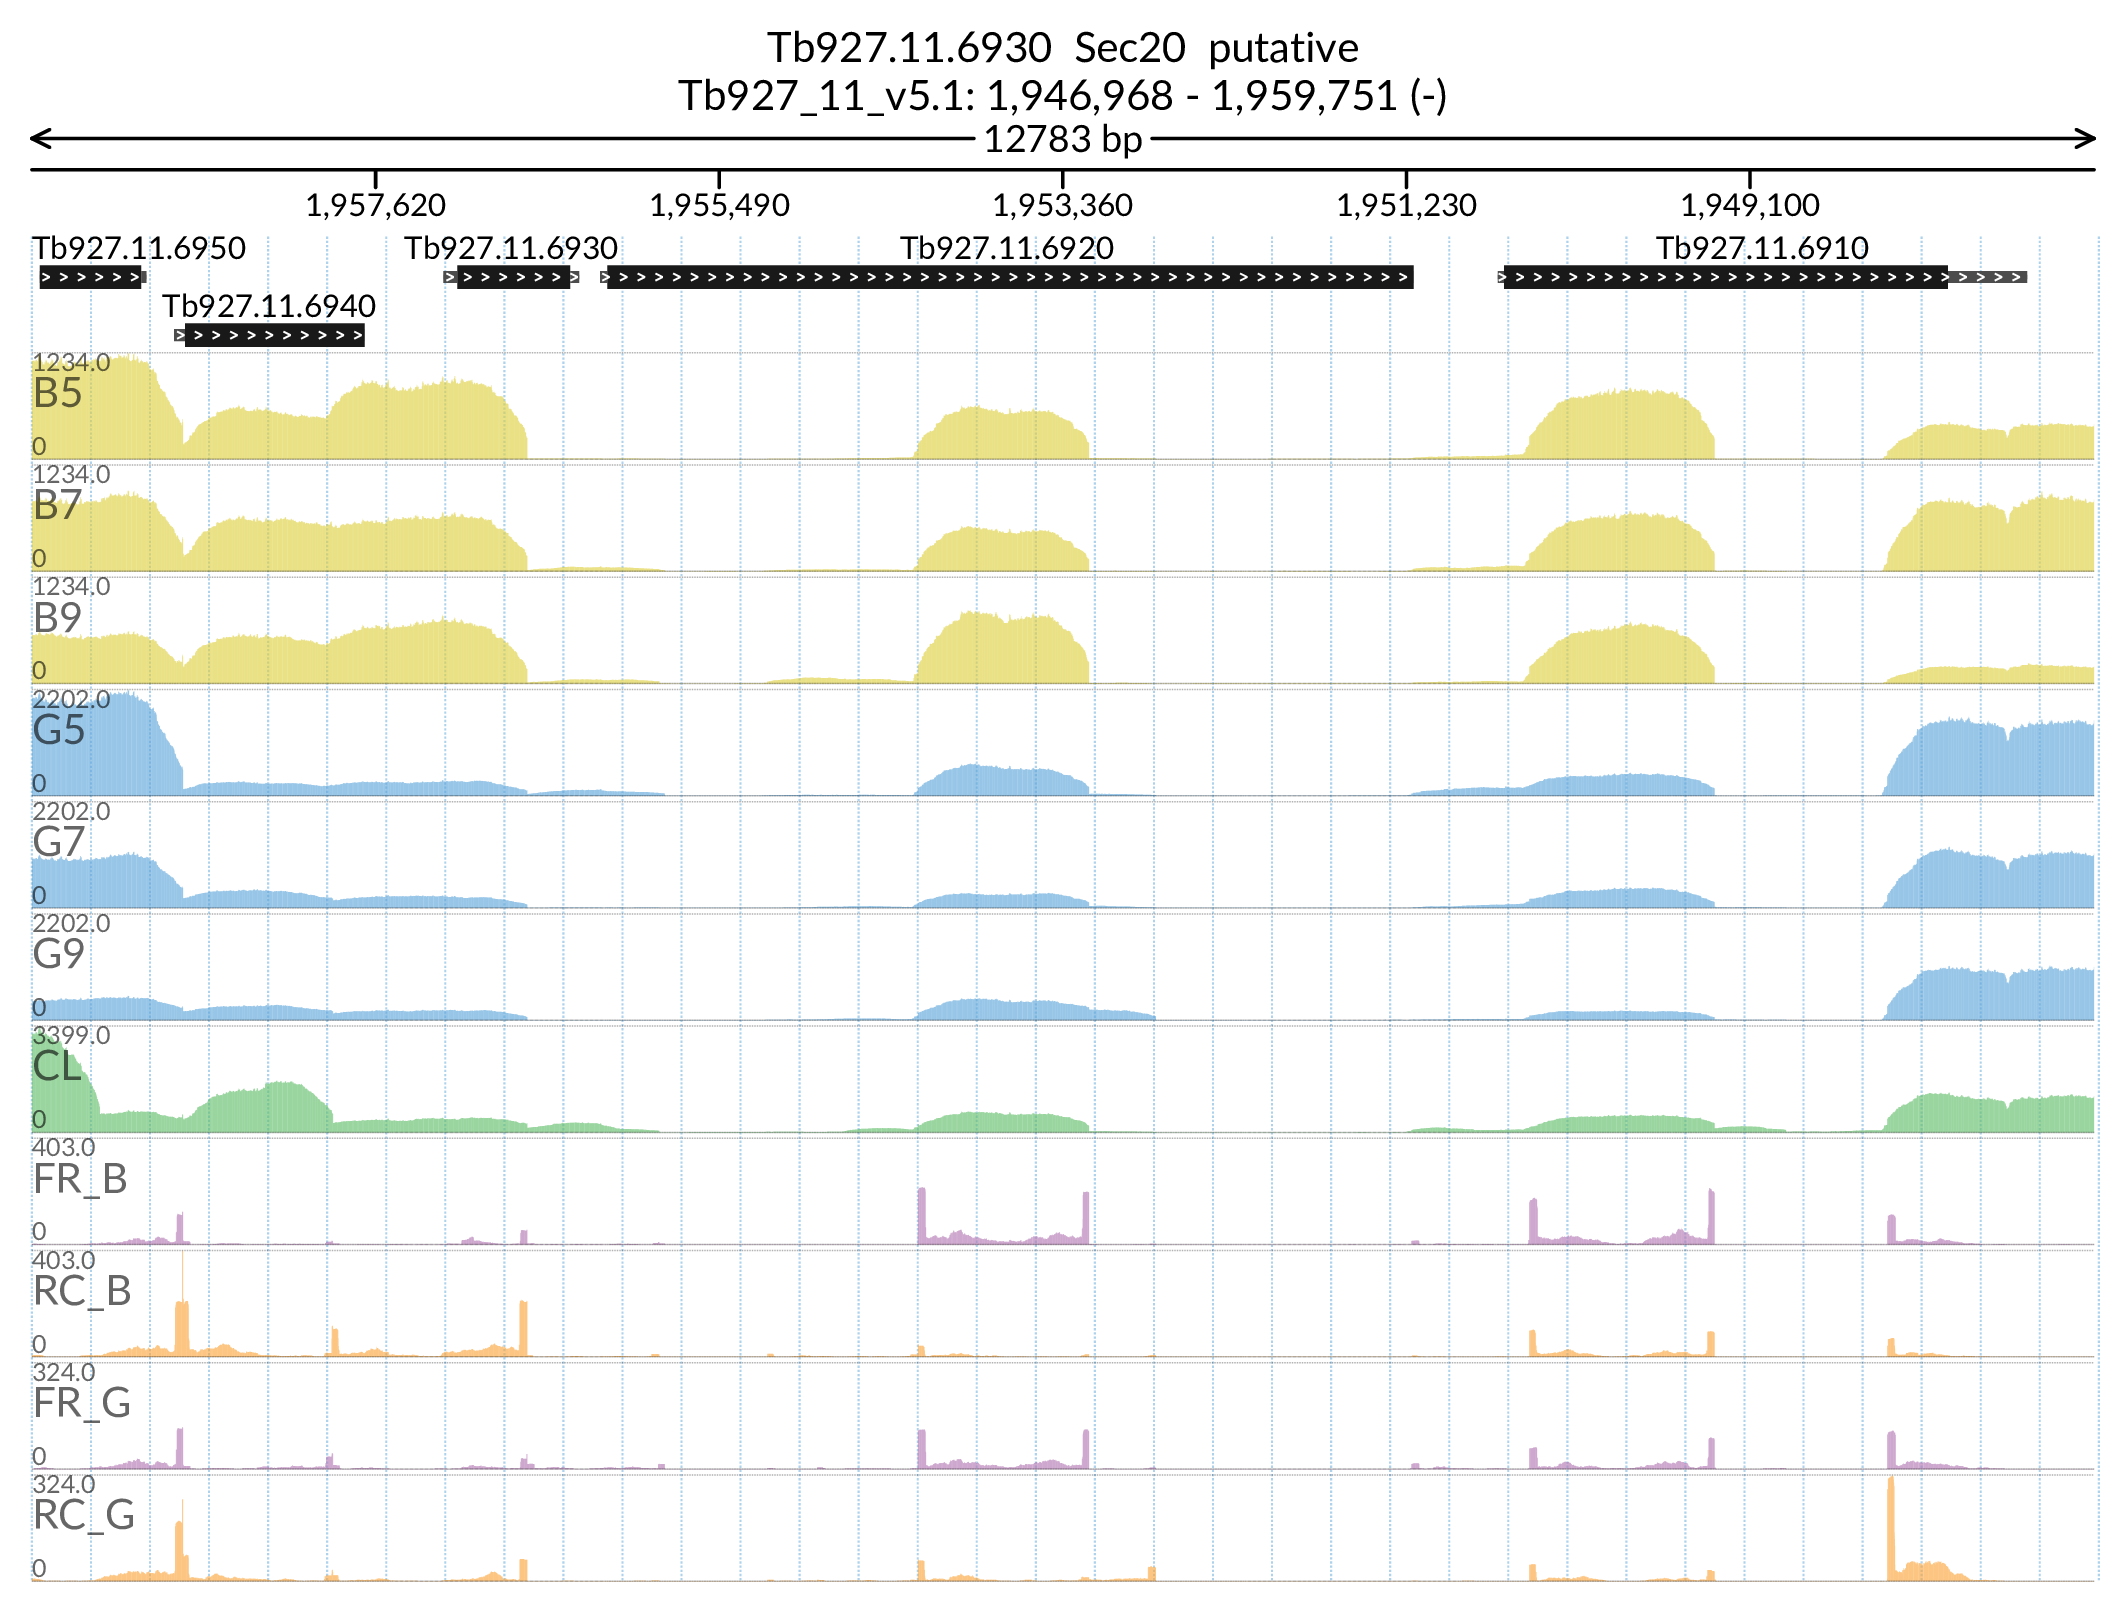 Tb927.11.6930 Sec20 putative
Tb927_11_v5.1: 1,946,968 - 1,959,751 (-)
12783 bp
1,957,620 1,955,490 1,953,360 1,951,230 1,949,100
Tb927.11.6950 Tb927.11.6930 Tb927.11.6920 Tb927.11.6910
Tb927.11.6940
1234.0
B5
0
1234.0
B7
0
1234.0
B9
0
2202.0
G5
0
2202.0
G7
0
2202.0
G9
0
3399.0
CL
0
403.0
FR_B
0
403.0
RC_B
0
324.0
FR_G
0
324.0
RC_G
0